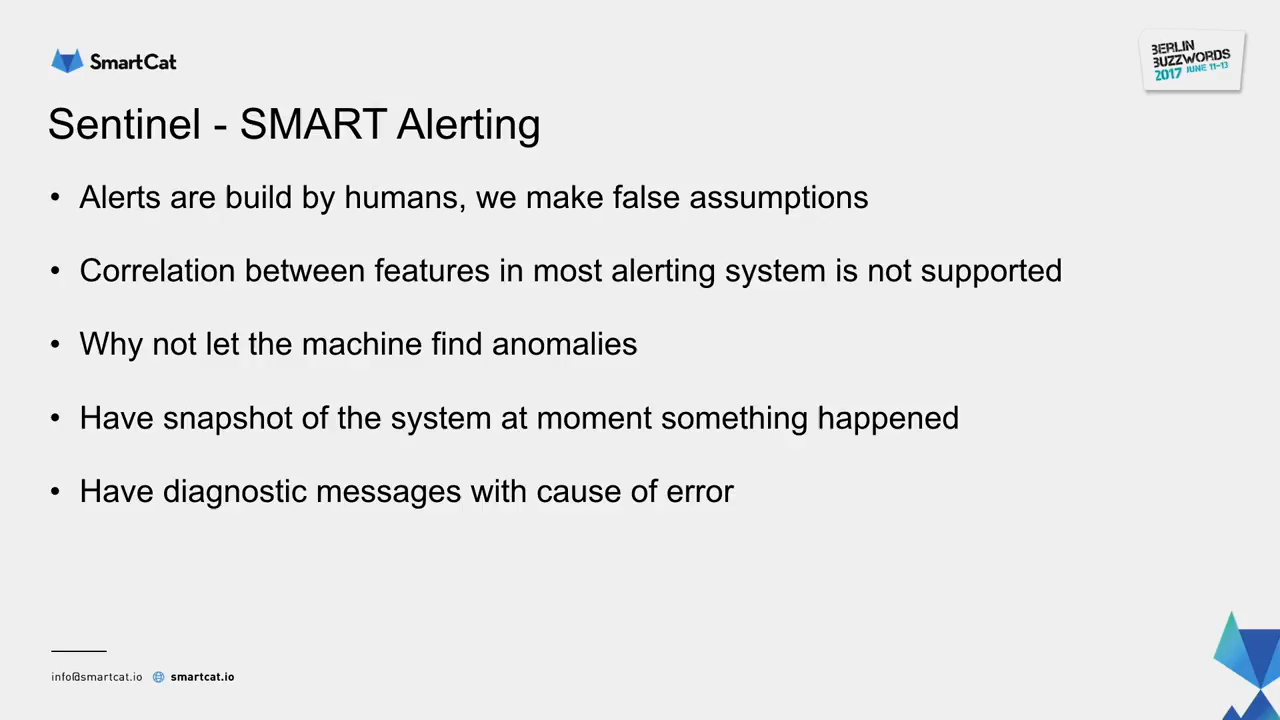 SmartCat
BERLIN
BUZZWORDS
2017 JUNE 11-13
Sentinel - SMART Alerting
• Alerts are build by humans, we make false assumptions
• Correlation between features in most alerting system is not supported
• Why not let the machine find anomalies
• Have snapshot of the system at moment something happened
• Have diagnostic messages with cause of error
info@smartcat.io smartcat.io